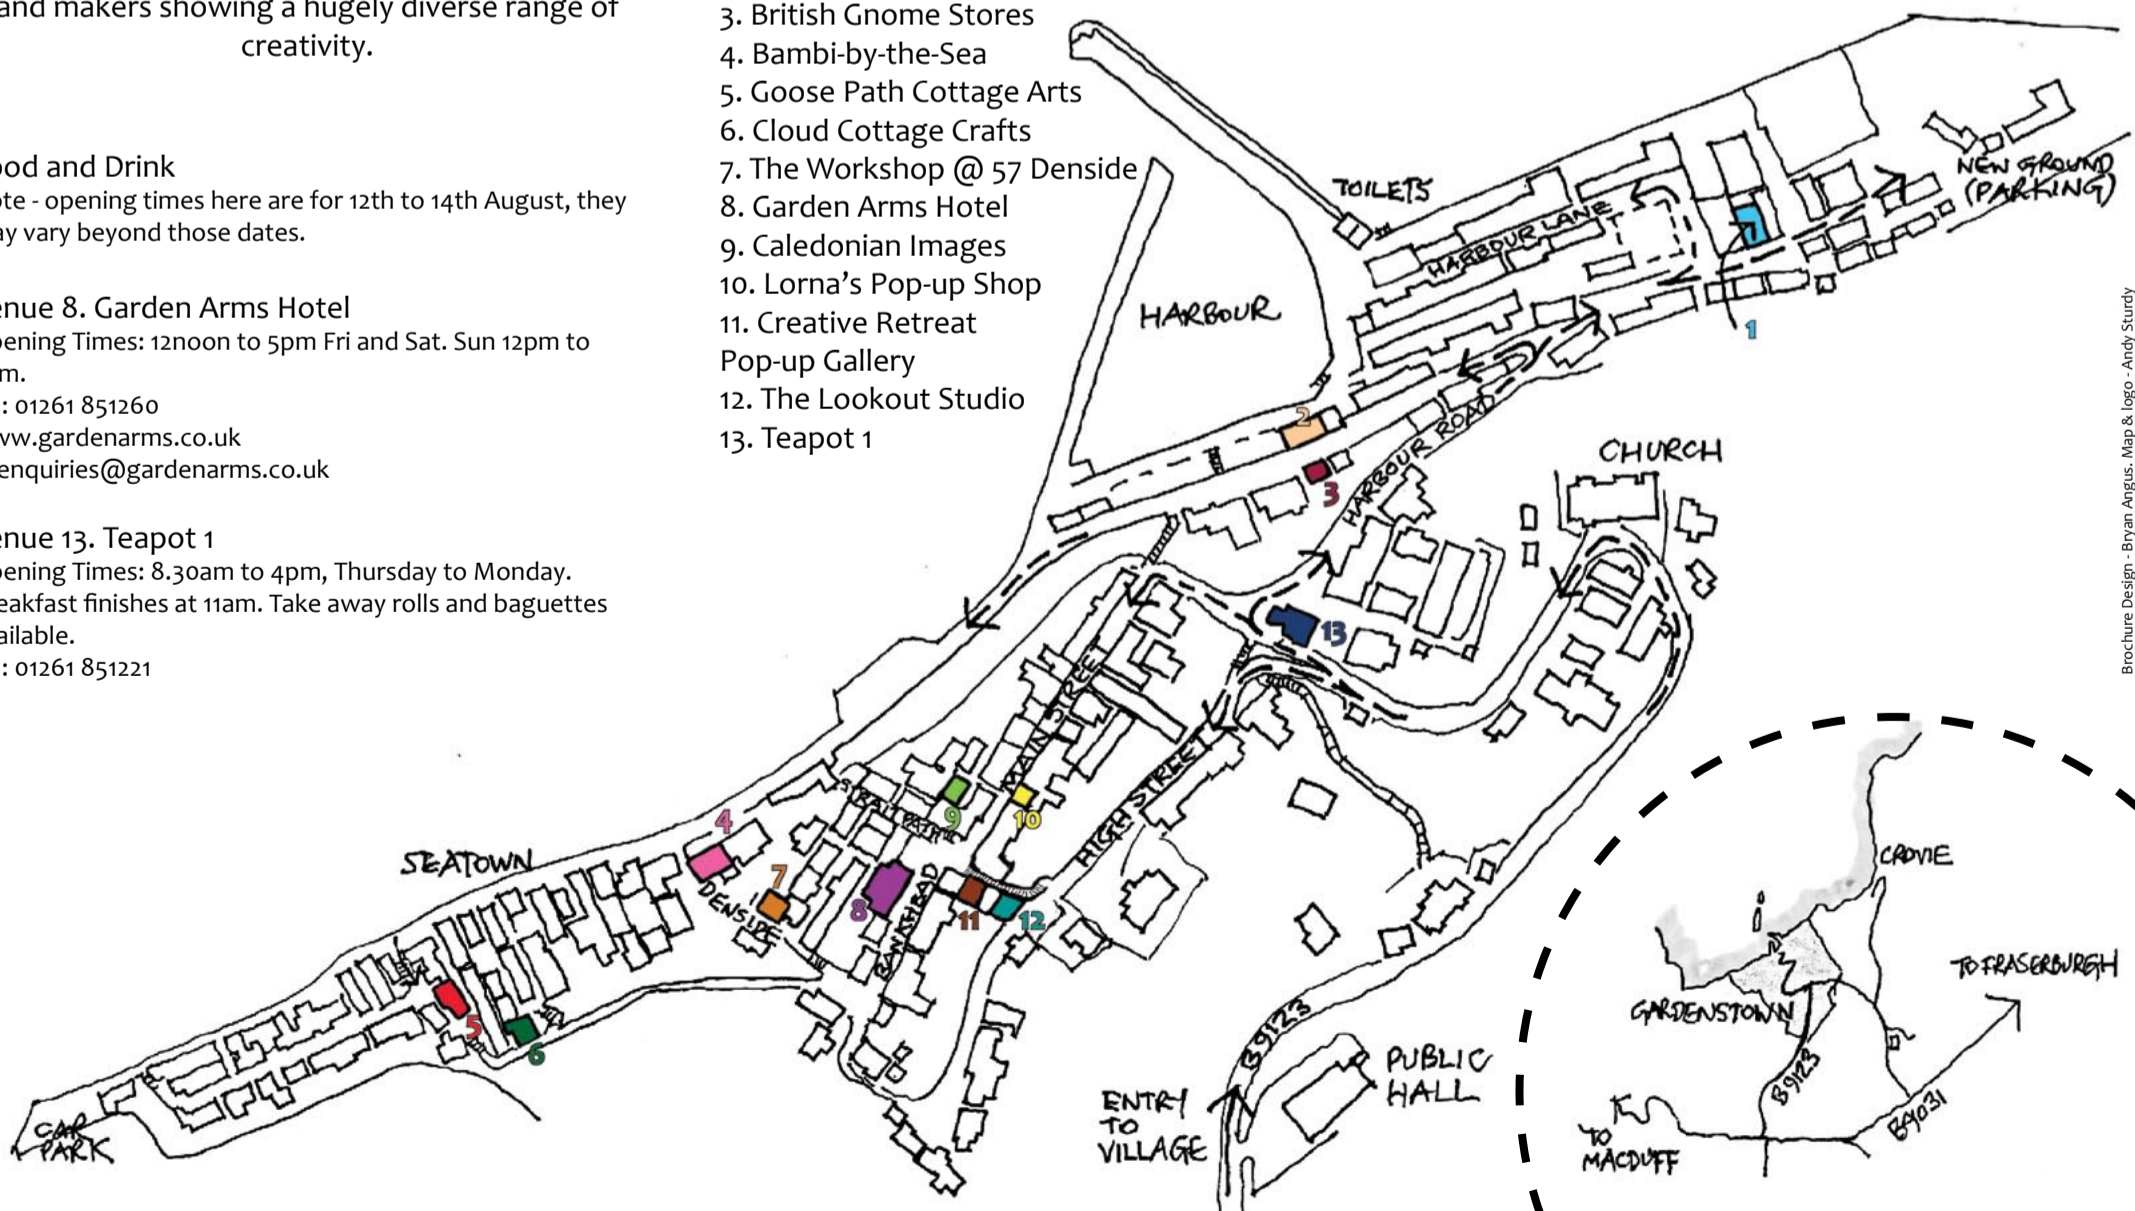 and makers showing a hugely diverse range of
creativity.
ood and Drink
ote - opening times here are for 12th to 14th August, they
ay vary beyond those dates.
enue 8. Garden Arms Hotel
pening Times: 12noon to 5pm Fri and Sat. Sun 12pm to
m.
: 01261 851260
ww.gardenarms.co.uk
enquiries@gardenarms.co.uk
enue 13. Teapot 1
pening Times: 8.30am to 4pm, Thursday to Monday.
eakfast finishes at 11am. Take away rolls and baguettes
ailable.
: 01261 851221
3. British Gnome Stores
4. Bambi-by-the-Sea
5. Goose Path Cottage Arts
6. Cloud Cottage Crafts
7. The Workshop @ 57 Denside
8. Garden Arms Hotel
9. Caledonian Images
10. Lorna's Pop-up Shop
11. Creative Retreat
Pop-up Gallery
12. The Lookout Studio
13. Teapot 1
TOILETS
HARBOUR LANE
NEW GROUND
(PARKING)
HARBOUR
1
2
3
HARBOUR ROAD
CHURCH
13
MAIN STREET
HIGH STREET
STRAIT PATH
9
10
4
SEATOWN
DENSIDE
7
8
BANKHEAD
11
12
5
6
CAR
PARK
B9123
ENTRY
TO
VILLAGE
PUBLIC
HALL
CROVIE
GARDENSTOWN
TO FRASERBURGH
B9123
B9031
TO
MACDUFF
Brochure Design - Bryan Angus. Map & logo - Andy Sturdy